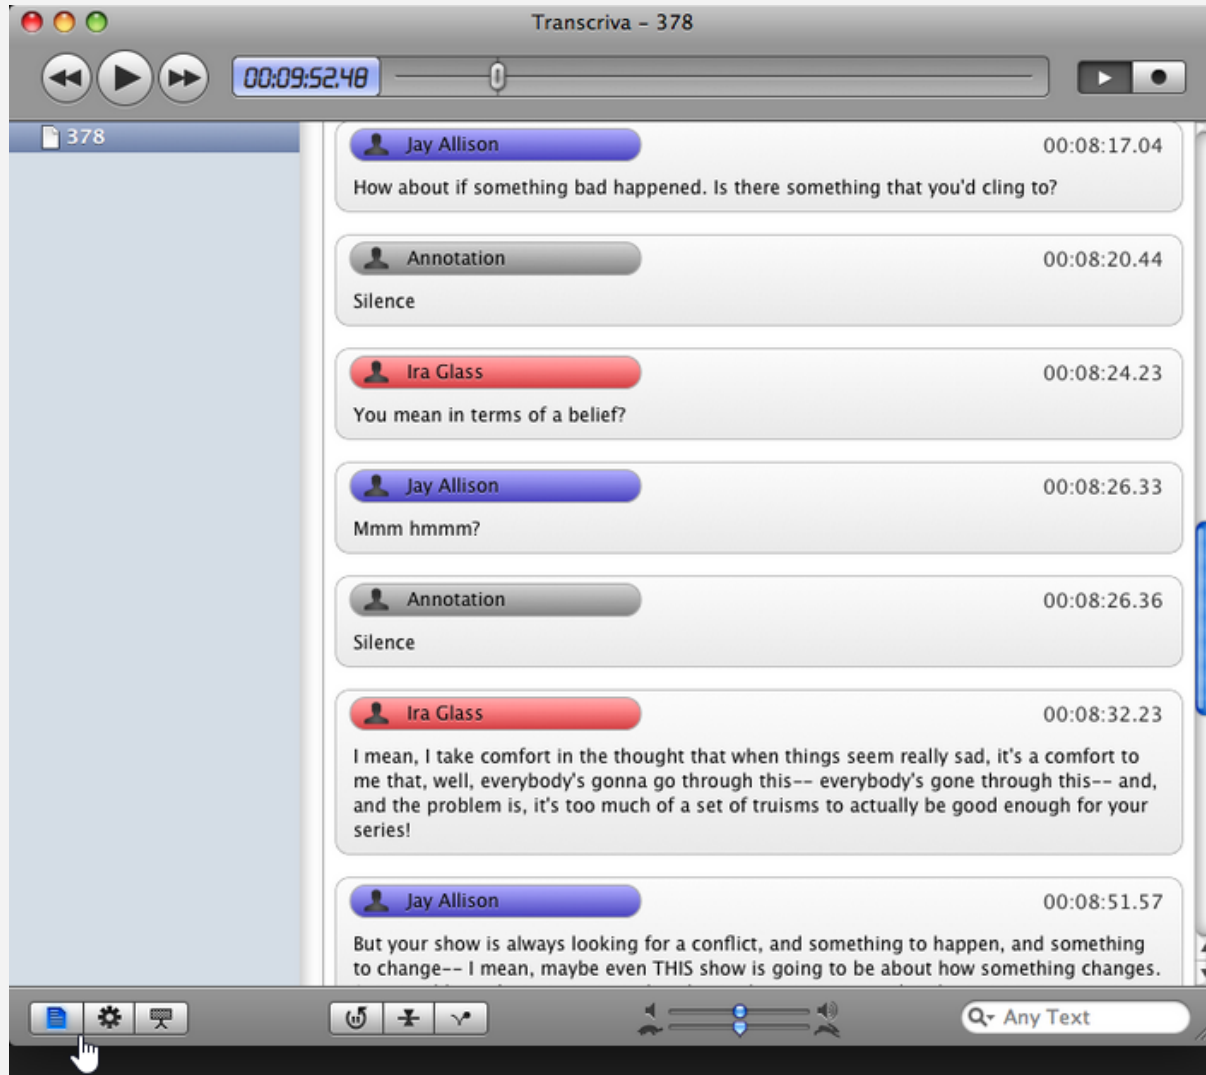 Transcriva – 378
00:09:52.48
378
Jay Allison 00:08:17.04
How about if something bad happened. Is there something that you'd cling to?
Annotation 00:08:20.44
Silence
Ira Glass 00:08:24.23
You mean in terms of a belief?
Jay Allison 00:08:26.33
Mmm hmmm?
Annotation 00:08:26.36
Silence
Ira Glass 00:08:32.23
I mean, I take comfort in the thought that when things seem really sad, it's a comfort to
me that, well, everybody's gonna go through this-- everybody's gone through this-- and,
and the problem is, it's too much of a set of truisms to actually be good enough for your
series!
Jay Allison 00:08:51.57
But your show is always looking for a conflict, and something to happen, and something
to change-- I mean, maybe even THIS show is going to be about how something changes.
Any Text